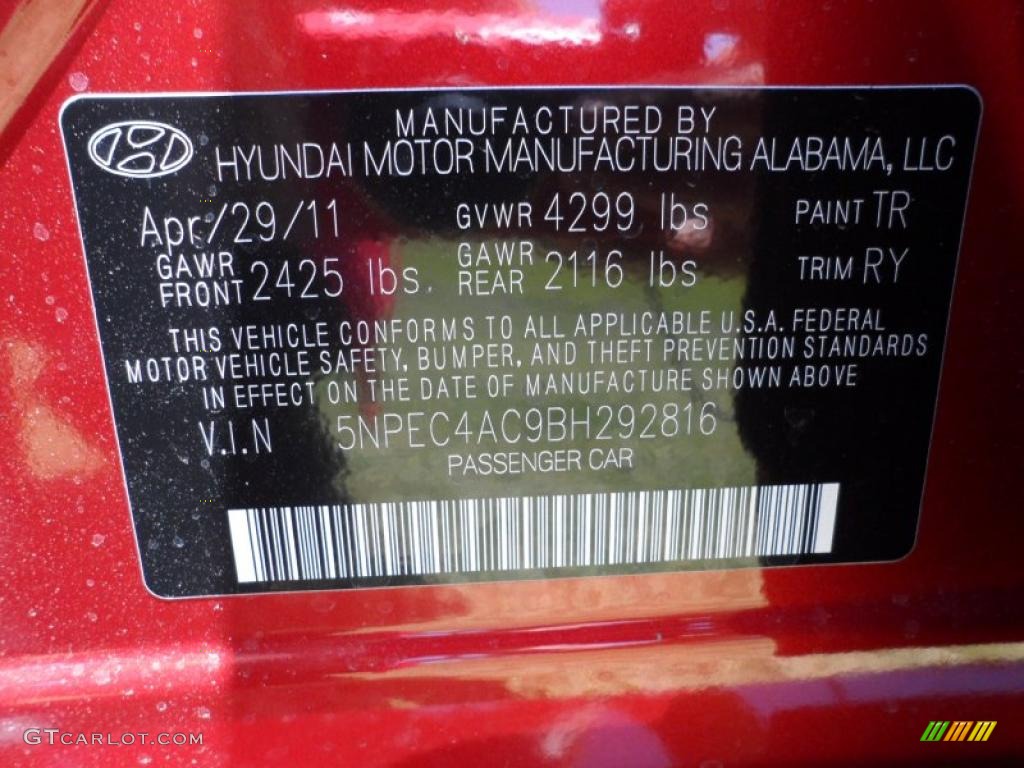 MANUFACTURED BY
HYUNDAI MOTOR MANUFACTURING ALABAMA, LLC
Apr/29/11 GVWR 4299 lbs PAINT TR
GAWR FRONT 2425 lbs. GAWR REAR 2116 lbs TRIM RY
THIS VEHICLE CONFORMS TO ALL APPLICABLE U.S.A. FEDERAL
MOTOR VEHICLE SAFETY, BUMPER, AND THEFT PREVENTION STANDARDS
IN EFFECT ON THE DATE OF MANUFACTURE SHOWN ABOVE
V.I.N 5NPEC4AC9BH292816
PASSENGER CAR
GTCARLOT.COM